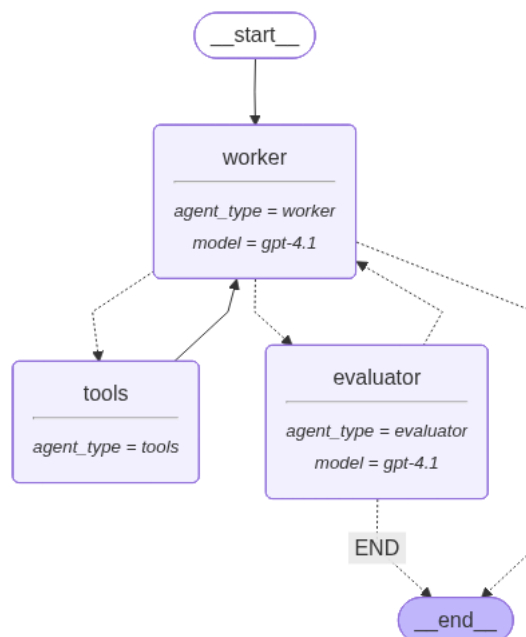 __start__
worker
agent_type = worker
model = gpt-4.1
tools
agent_type = tools
evaluator
agent_type = evaluator
model = gpt-4.1
END
__end__